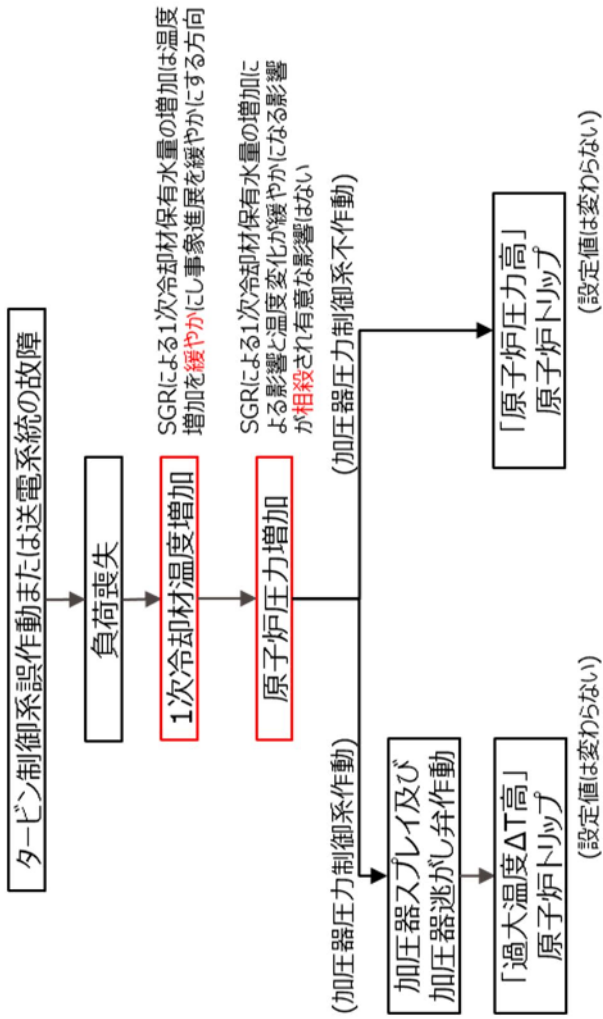 タービン制御系誤作動または送電系統の故障
負荷喪失
1次冷却材温度増加
SGRによる1次冷却材保有水量の増加は温度
増加を緩やかにし事象進展を緩やかにする方向
原子炉圧力増加
SGRによる1次冷却材保有水量の増加に
よる影響と温度変化が緩やかになる影響
が相殺され有意な影響はない
(加圧器圧力制御系作動)
(加圧器圧力制御系不作動)
加圧器スプレイ及び
加圧器逃がし弁作動
「過大温度ΔT高」
原子炉トリップ
(設定値は変わらない)
「原子炉圧力高」
原子炉トリップ
(設定値は変わらない)